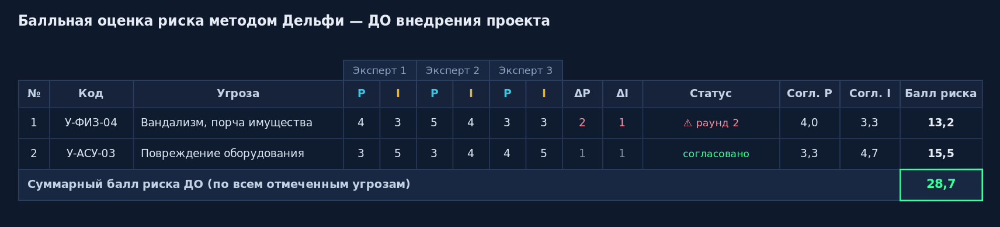 Балльная оценка риска методом Дельфи — ДО внедрения проекта
Эксперт 1 Эксперт 2 Эксперт 3
№ Код Угроза P I P I P I ΔP ΔI Статус Согл. P Согл. I Балл риска
1 У-ФИЗ-04 Вандализм, порча имущества 4 3 5 4 3 3 2 1 ⚠ раунд 2 4,0 3,3 13,2
2 У-АСУ-03 Повреждение оборудования 3 5 3 4 4 5 1 1 согласовано 3,3 4,7 15,5
Суммарный балл риска ДО (по всем отмеченным угрозам) 28,7